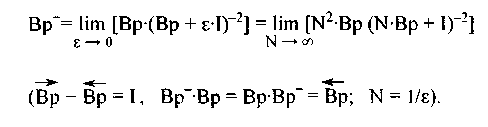 Bp⁻ = lim [Bp·(Bp + ε·I)⁻²] = lim [N²·Bp (N·Bp + I)⁻²]
ε → 0 N → ∞
(B⃗p⃗ − B⃖p⃖ = I, Bp⁻·Bp = Bp·Bp⁻ = B⃖p⃖; N = 1/ε).